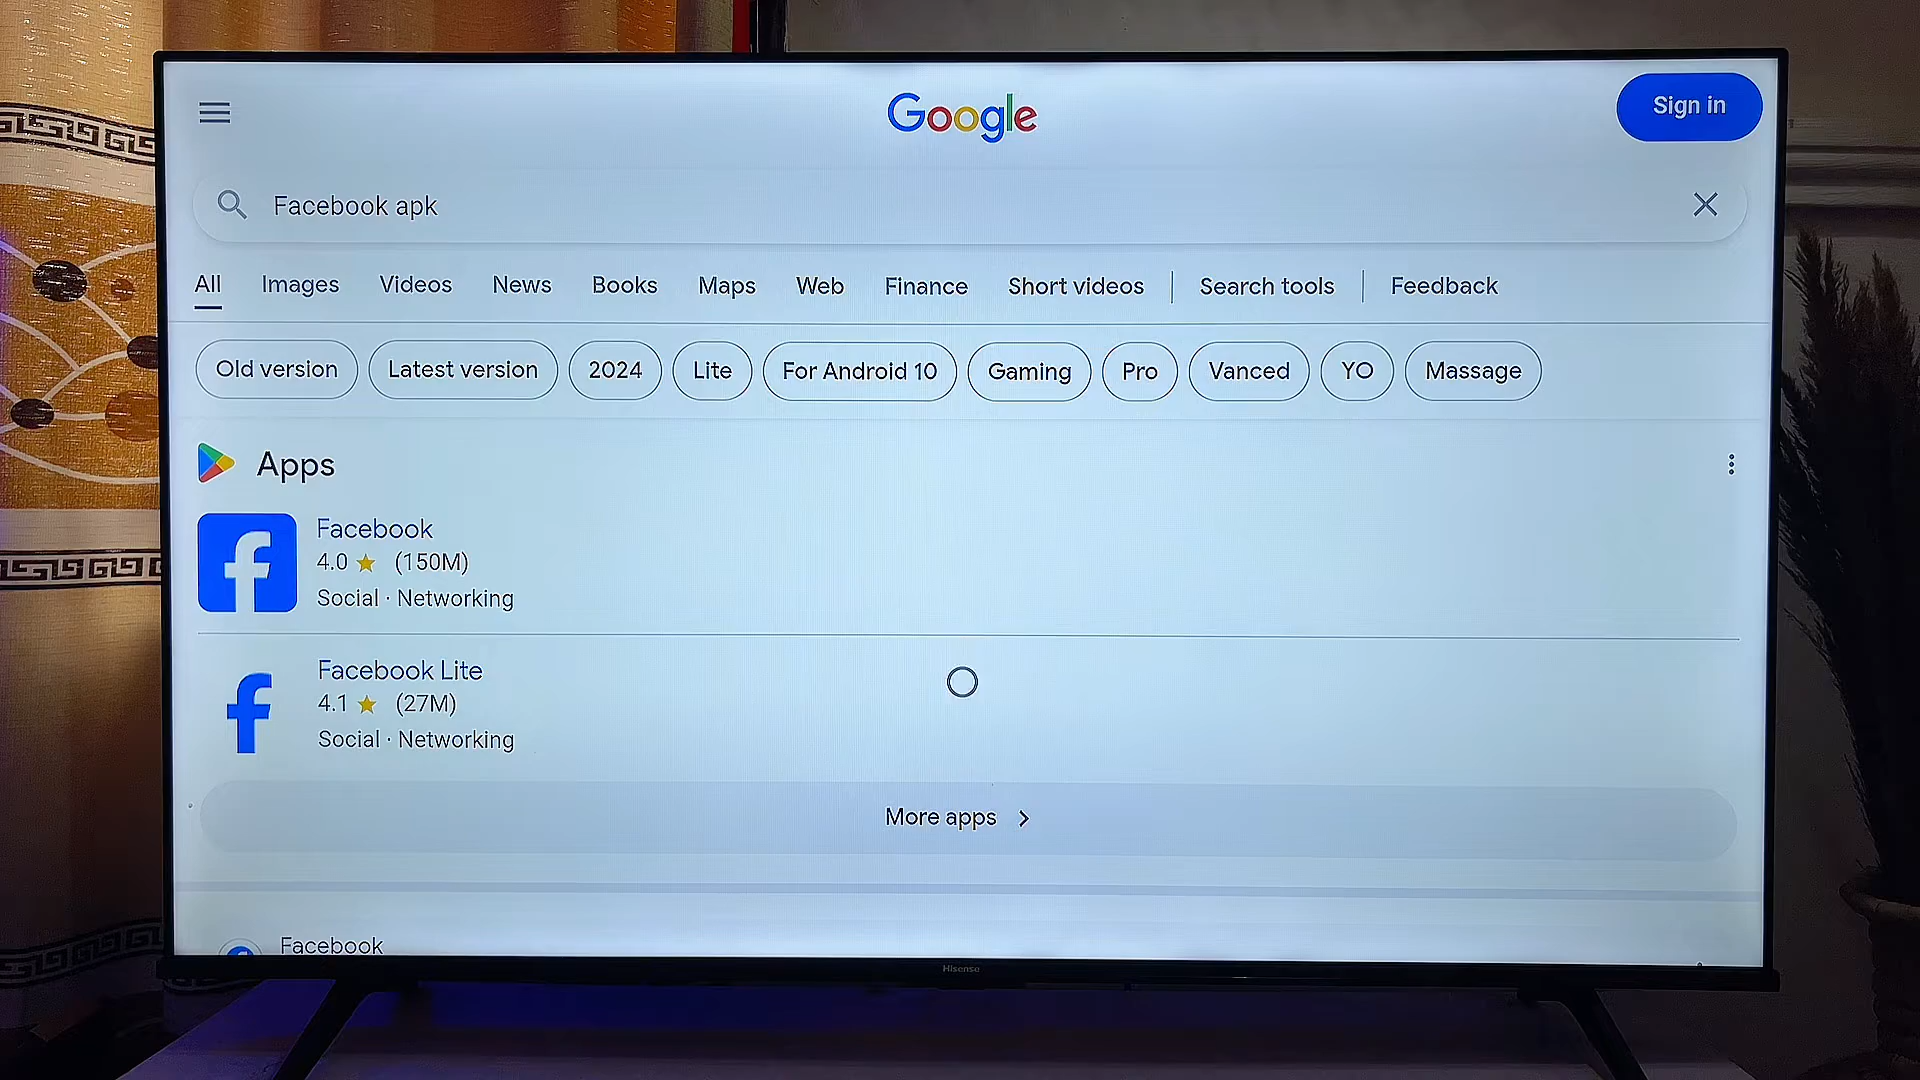 Google
Sign in
Facebook apk
All Images Videos News Books Maps Web Finance Short videos Search tools Feedback
Old version Latest version 2024 Lite For Android 10 Gaming Pro Vanced YO Massage
Apps
Facebook
4.0 ★ (150M)
Social · Networking
Facebook Lite
4.1 ★ (27M)
Social · Networking
More apps
Facebook
Hisense